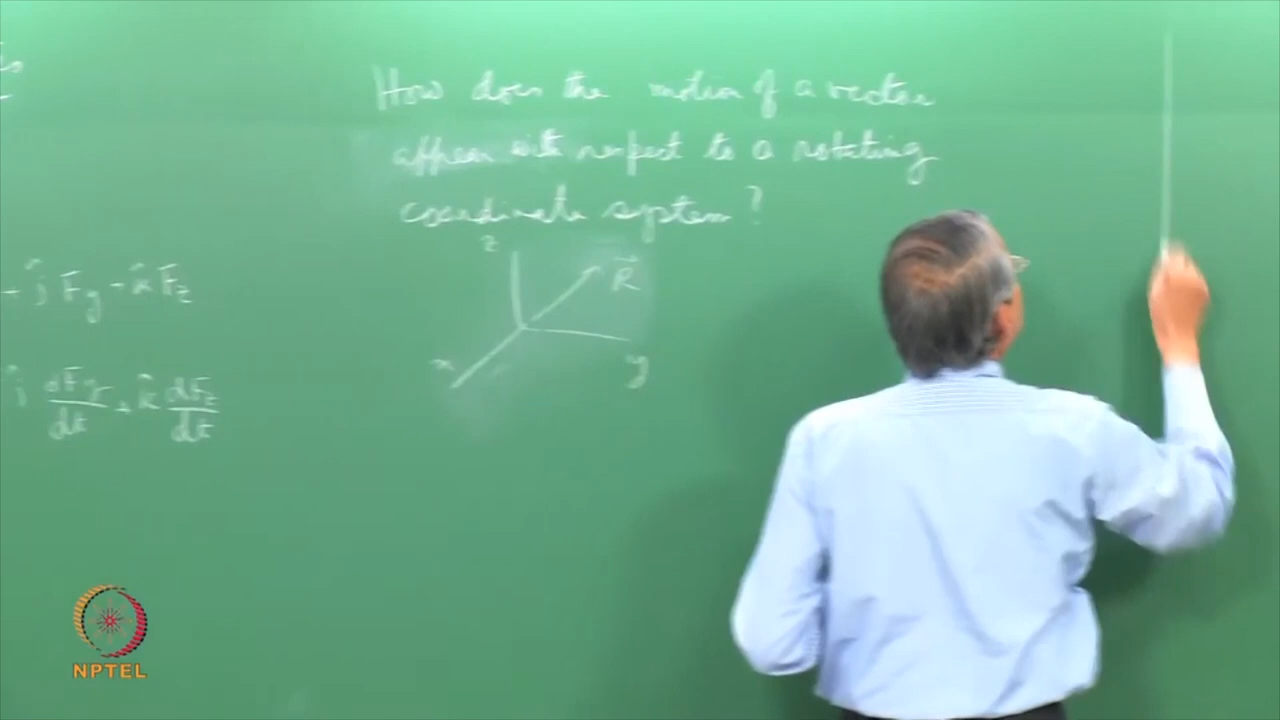 How does the motion of a vector
appear with respect to a rotating
coordinate system ?
z
R⃗
x
y
+ ĵ Fy + k̂ Fz
dFy/dt + k̂ dFz/dt
NPTEL